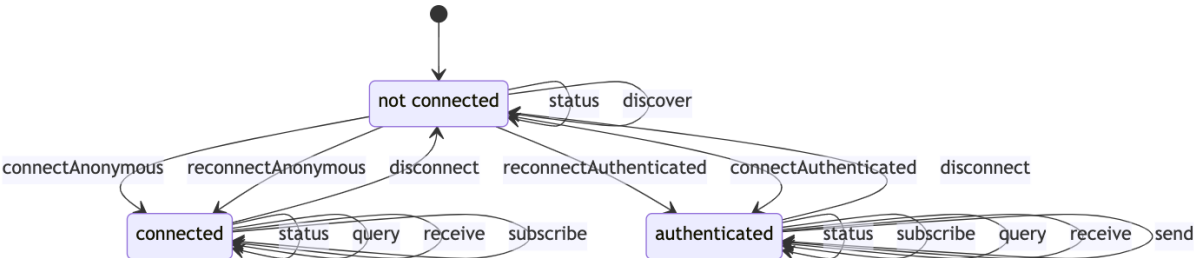 not connected
status
discover
connectAnonymous
reconnectAnonymous
disconnect
reconnectAuthenticated
connectAuthenticated
disconnect
connected
status
query
receive
subscribe
authenticated
status
subscribe
query
receive
send